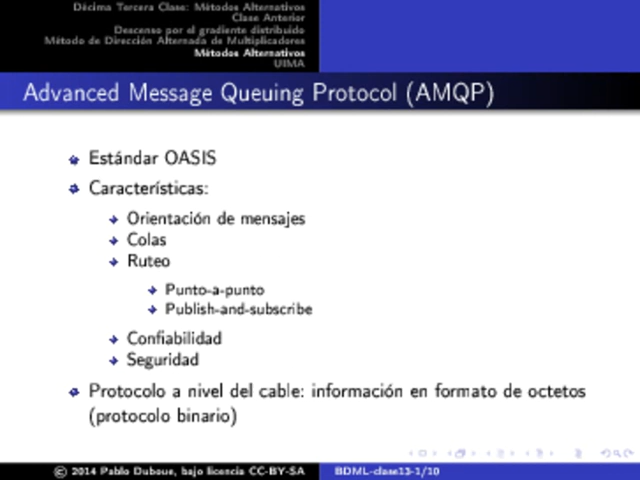 Décima Tercera Clase: Métodos Alternativos
Clase Anterior
Descenso por el gradiente distribuido
Método de Dirección Alternada de Multiplicadores
Métodos Alternativos
UIMA
Advanced Message Queuing Protocol (AMQP)
Estándar OASIS
Características:
Orientación de mensajes
Colas
Ruteo
Punto-a-punto
Publish-and-subscribe
Confiabilidad
Seguridad
Protocolo a nivel del cable: información en formato de octetos
(protocolo binario)
© 2014 Pablo Duboue, bajo licencia CC-BY-SA
BDML-clase13-1/10